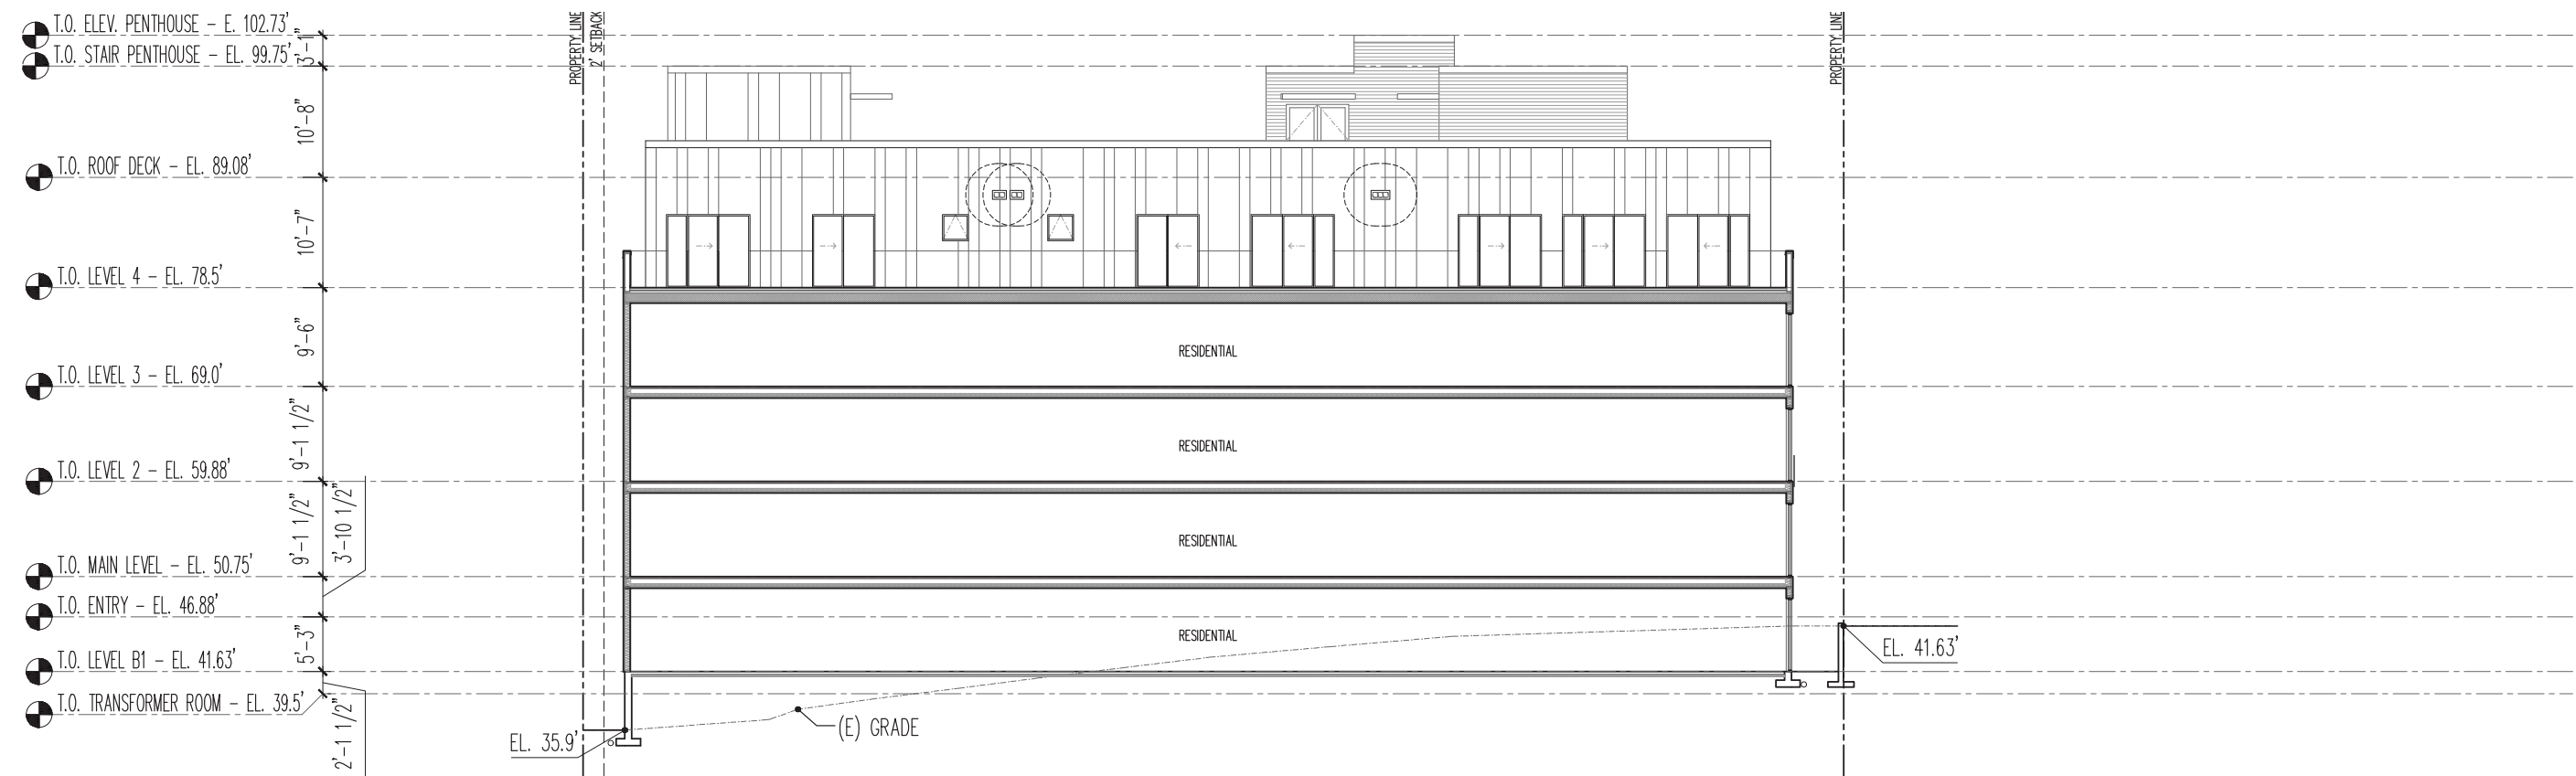 T.O. ELEV. PENTHOUSE - E. 102.73'
T.O. STAIR PENTHOUSE - EL. 99.75'
3'-1"
PROPERTY LINE
2' SETBACK
PROPERTY LINE
10'-8"
T.O. ROOF DECK - EL. 89.08'
10'-7"
T.O. LEVEL 4 - EL. 78.5'
9'-6"
RESIDENTIAL
T.O. LEVEL 3 - EL. 69.0'
9'-1 1/2"
RESIDENTIAL
T.O. LEVEL 2 - EL. 59.88'
9'-1 1/2"
3'-10 1/2"
RESIDENTIAL
T.O. MAIN LEVEL - EL. 50.75'
T.O. ENTRY - EL. 46.88'
5'-3"
RESIDENTIAL
EL. 41.63'
T.O. LEVEL B1 - EL. 41.63'
T.O. TRANSFORMER ROOM - EL. 39.5'
2'-1 1/2"
EL. 35.9'
(E) GRADE